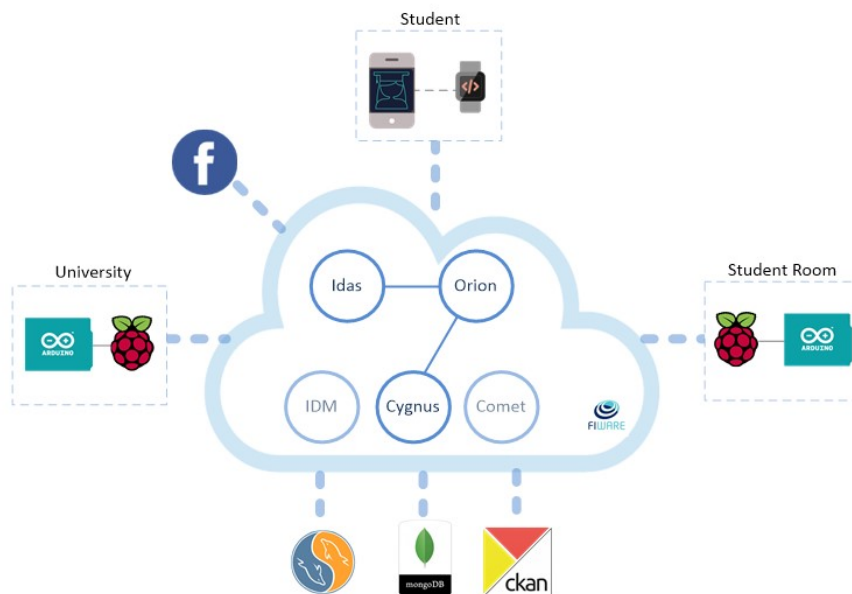 Student
f
University
Student Room
Idas
Orion
ARDUINO
ARDUINO
IDM
Cygnus
Comet
FIWARE
mongoDB
ckan